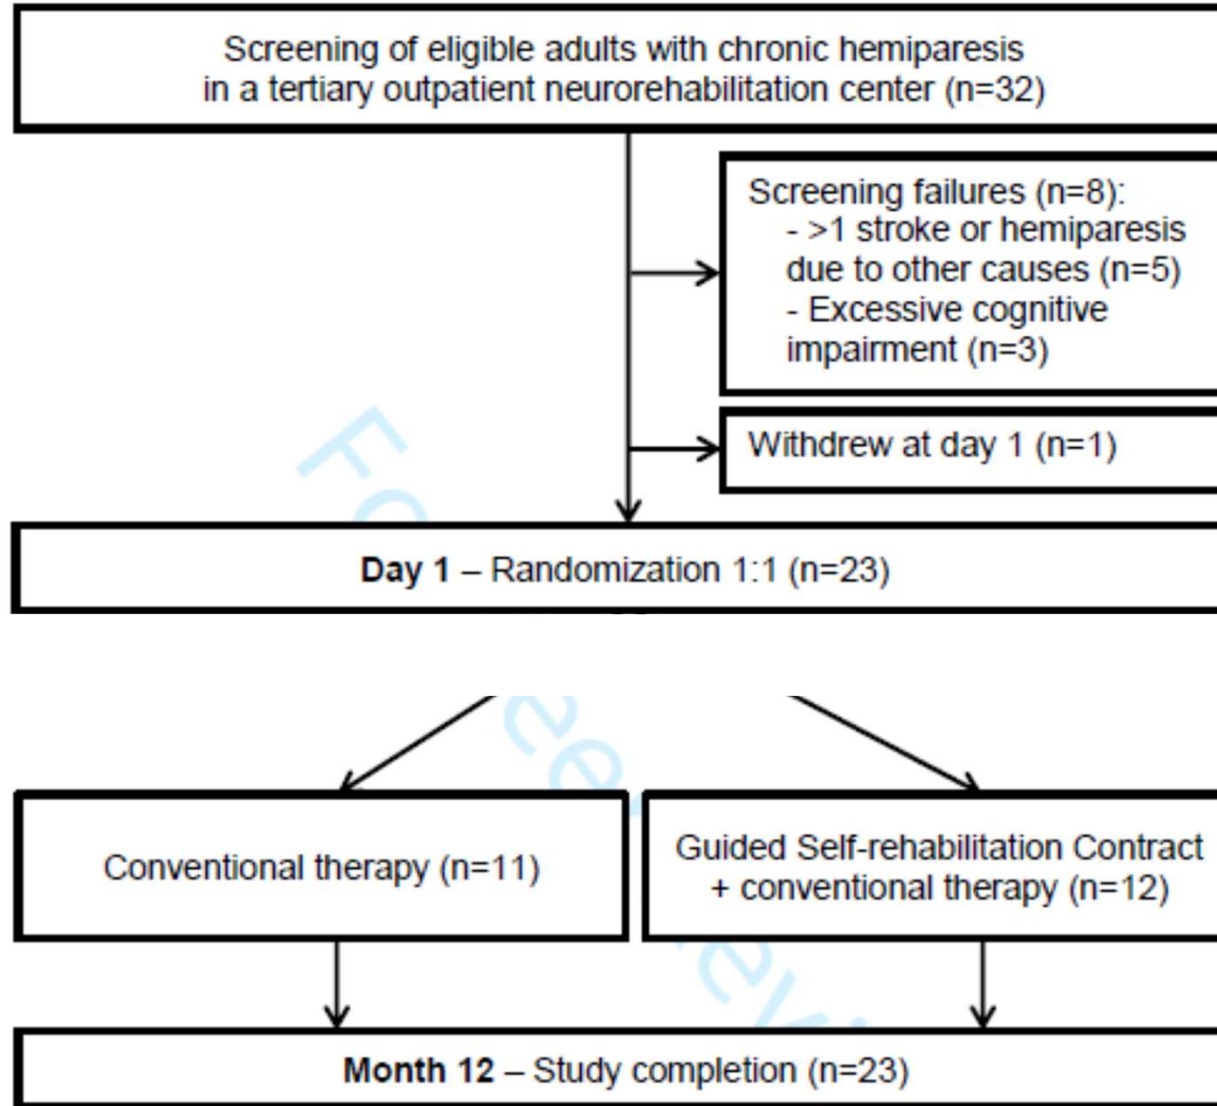 Screening of eligible adults with chronic hemiparesis
in a tertiary outpatient neurorehabilitation center (n=32)
Screening failures (n=8):
- >1 stroke or hemiparesis
due to other causes (n=5)
- Excessive cognitive
impairment (n=3)
Withdrew at day 1 (n=1)
Day 1 – Randomization 1:1 (n=23)
Conventional therapy (n=11)
Guided Self-rehabilitation Contract
+ conventional therapy (n=12)
Month 12 – Study completion (n=23)